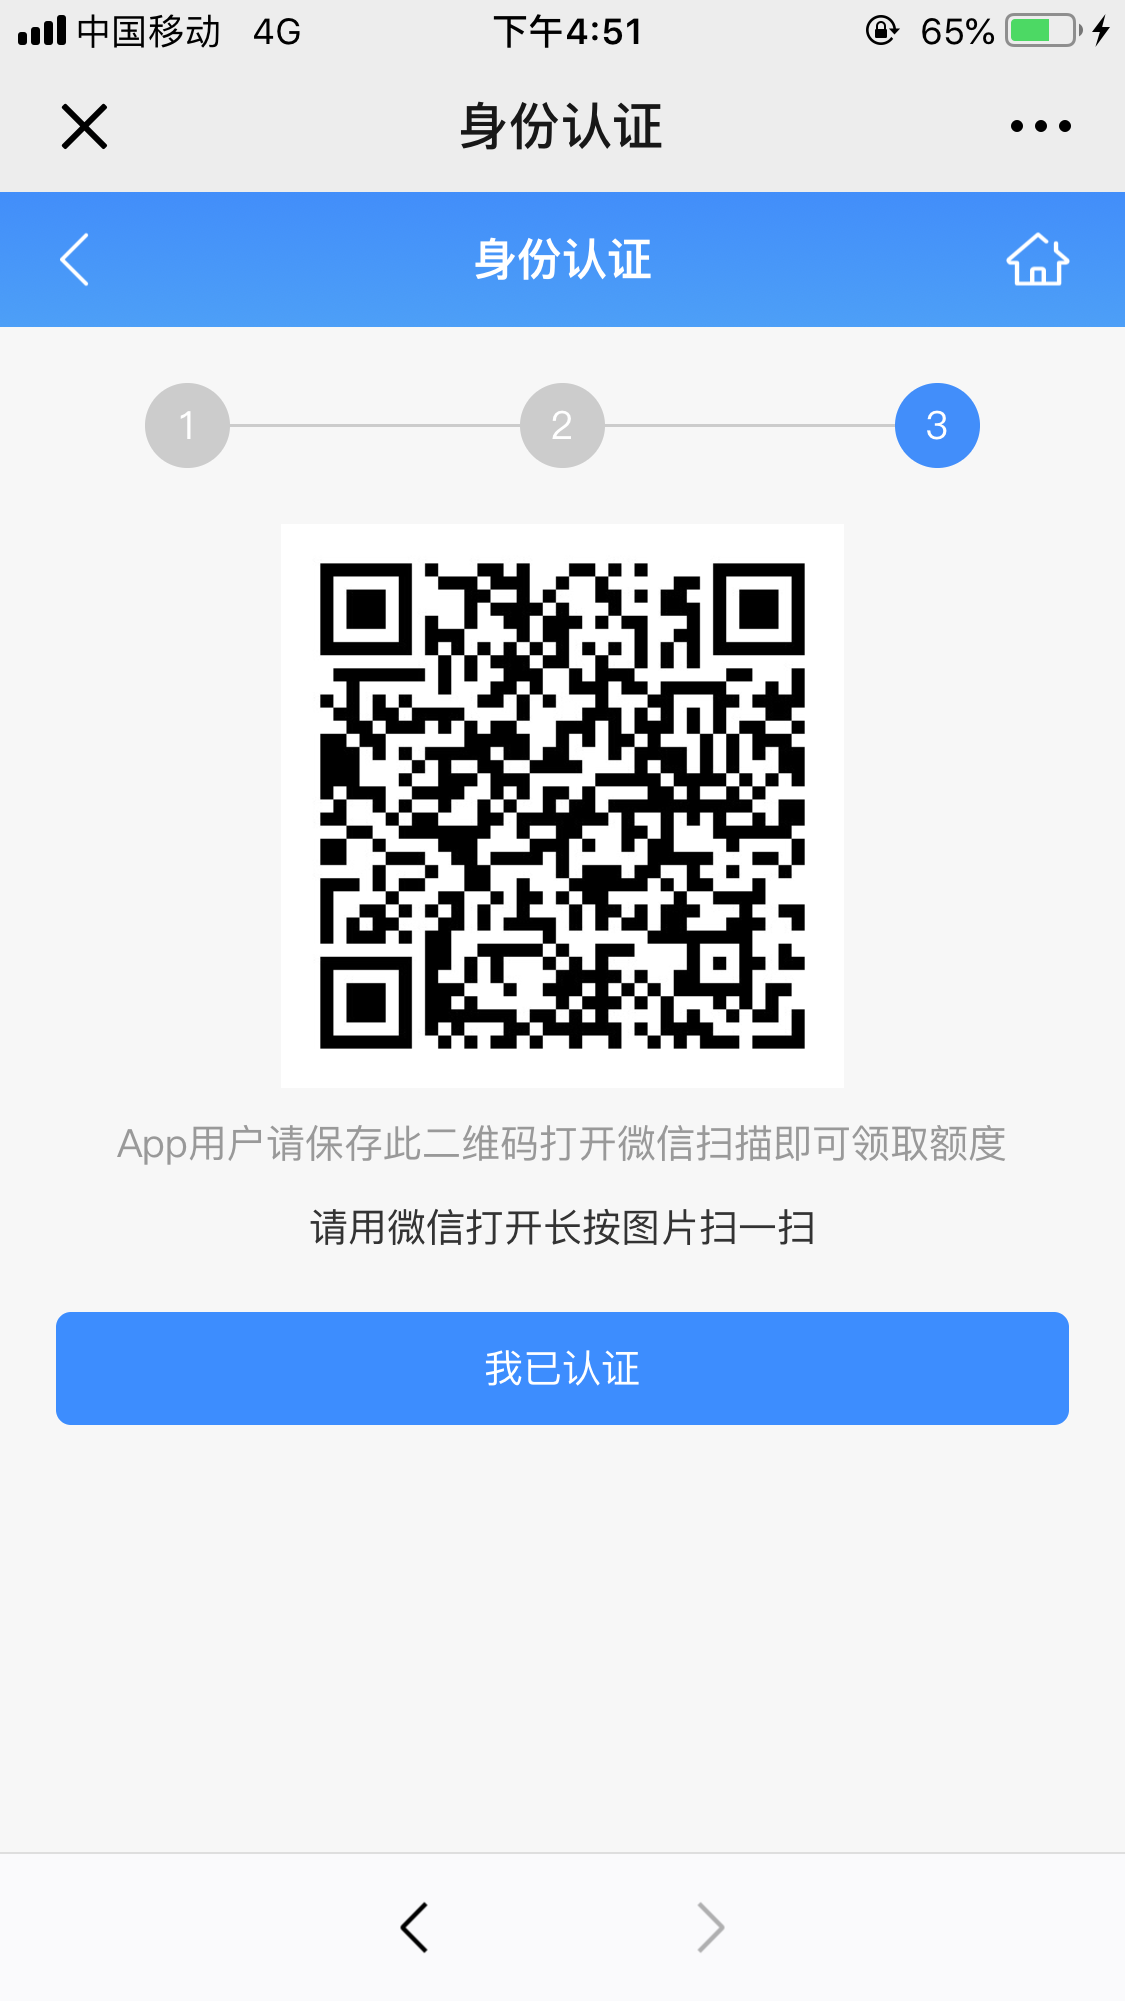 中国移动 4G 下午4:51 65%
身份认证
身份认证
1 2 3
App用户请保存此二维码打开微信扫描即可领取额度
请用微信打开长按图片扫一扫
我已认证